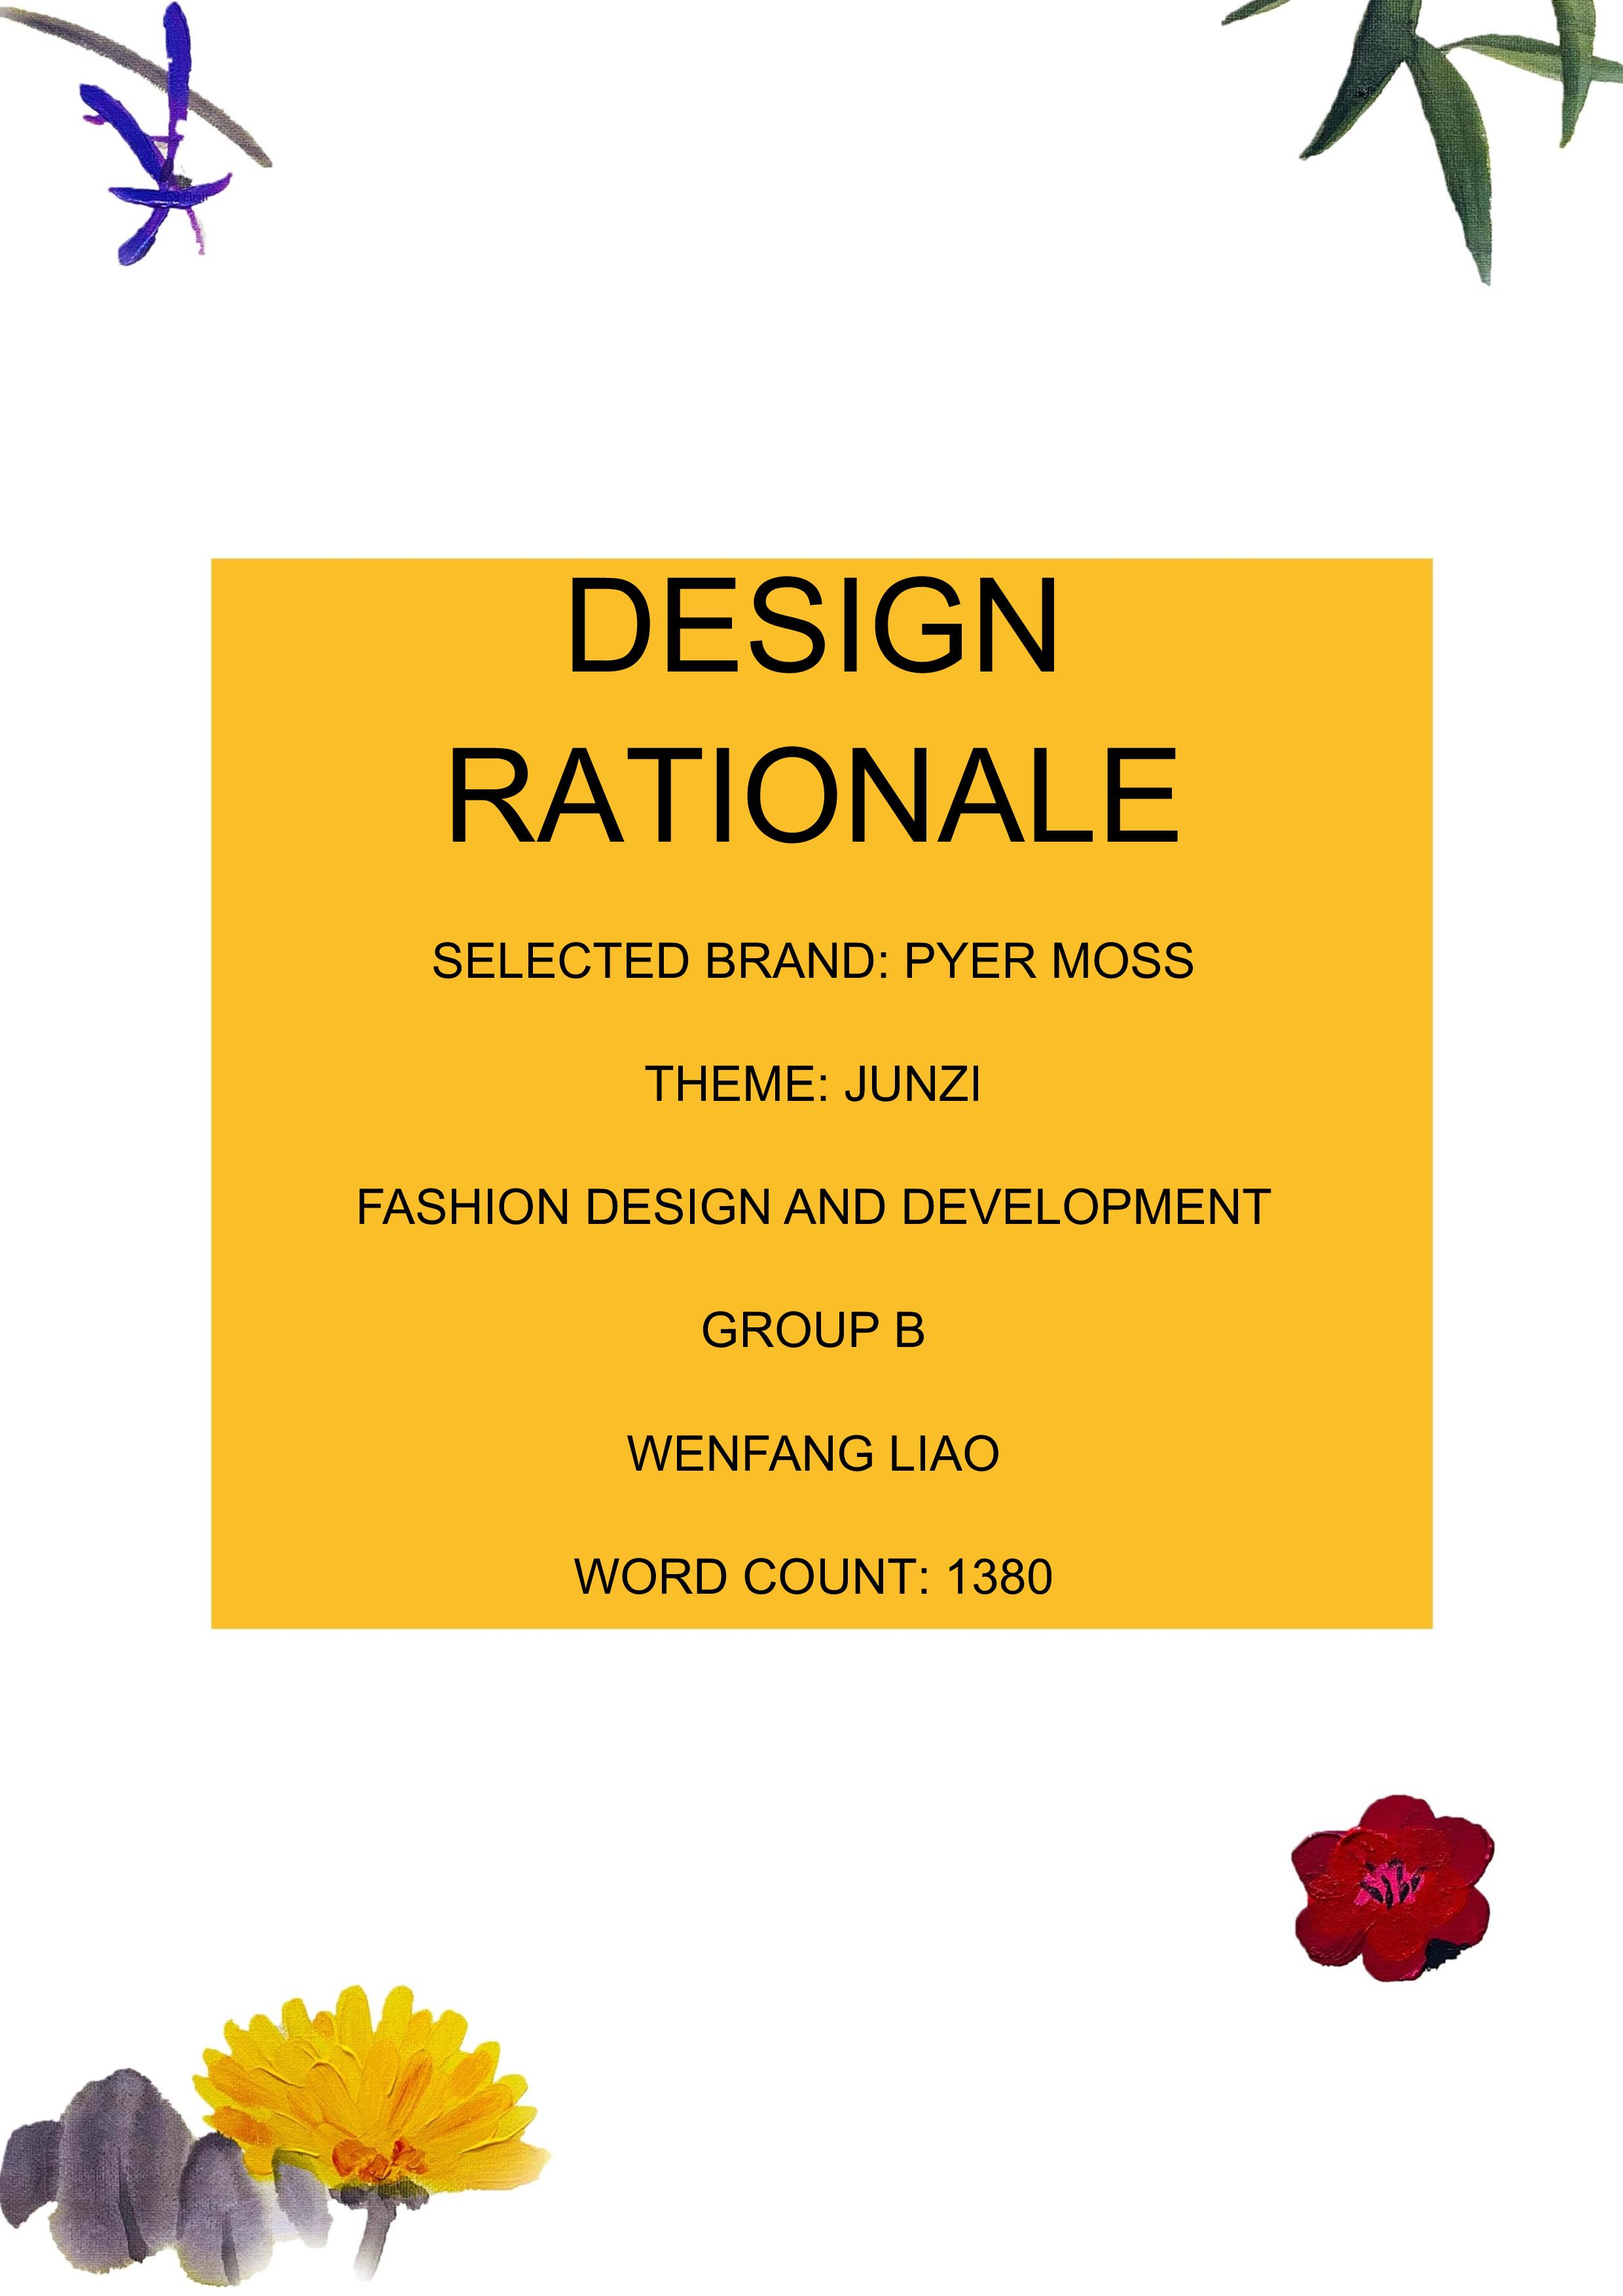 DESIGN
RATIONALE
SELECTED BRAND: PYER MOSS
THEME: JUNZI
FASHION DESIGN AND DEVELOPMENT
GROUP B
WENFANG LIAO
WORD COUNT: 1380